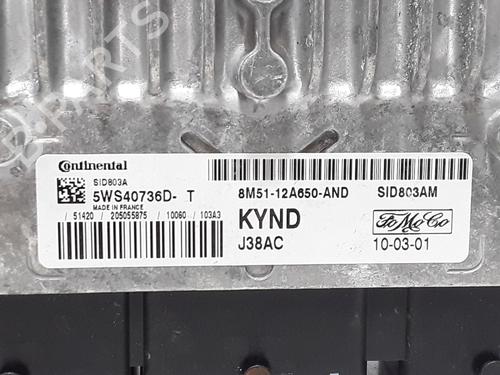 Continental
SID803A
5WS40736D- T
MADE IN FRANCE
/ 51420 / 205055875 / 10060 / 103A3
8M51-12A650-AND SID803AM
KYND
J38AC
FoMoCo
10-03-01
B-PARTS